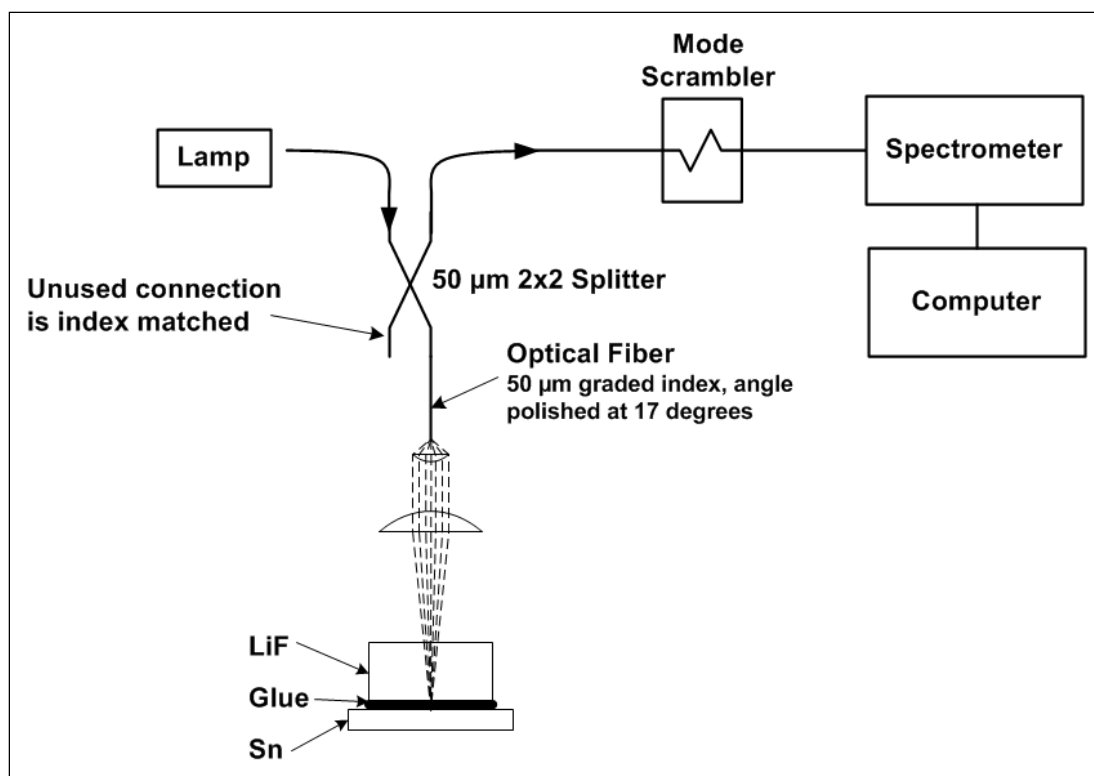 Mode
Scrambler
Lamp
Spectrometer
50 µm 2x2 Splitter
Unused connection
is index matched
Computer
Optical Fiber
50 µm graded index, angle
polished at 17 degrees
LiF
Glue
Sn